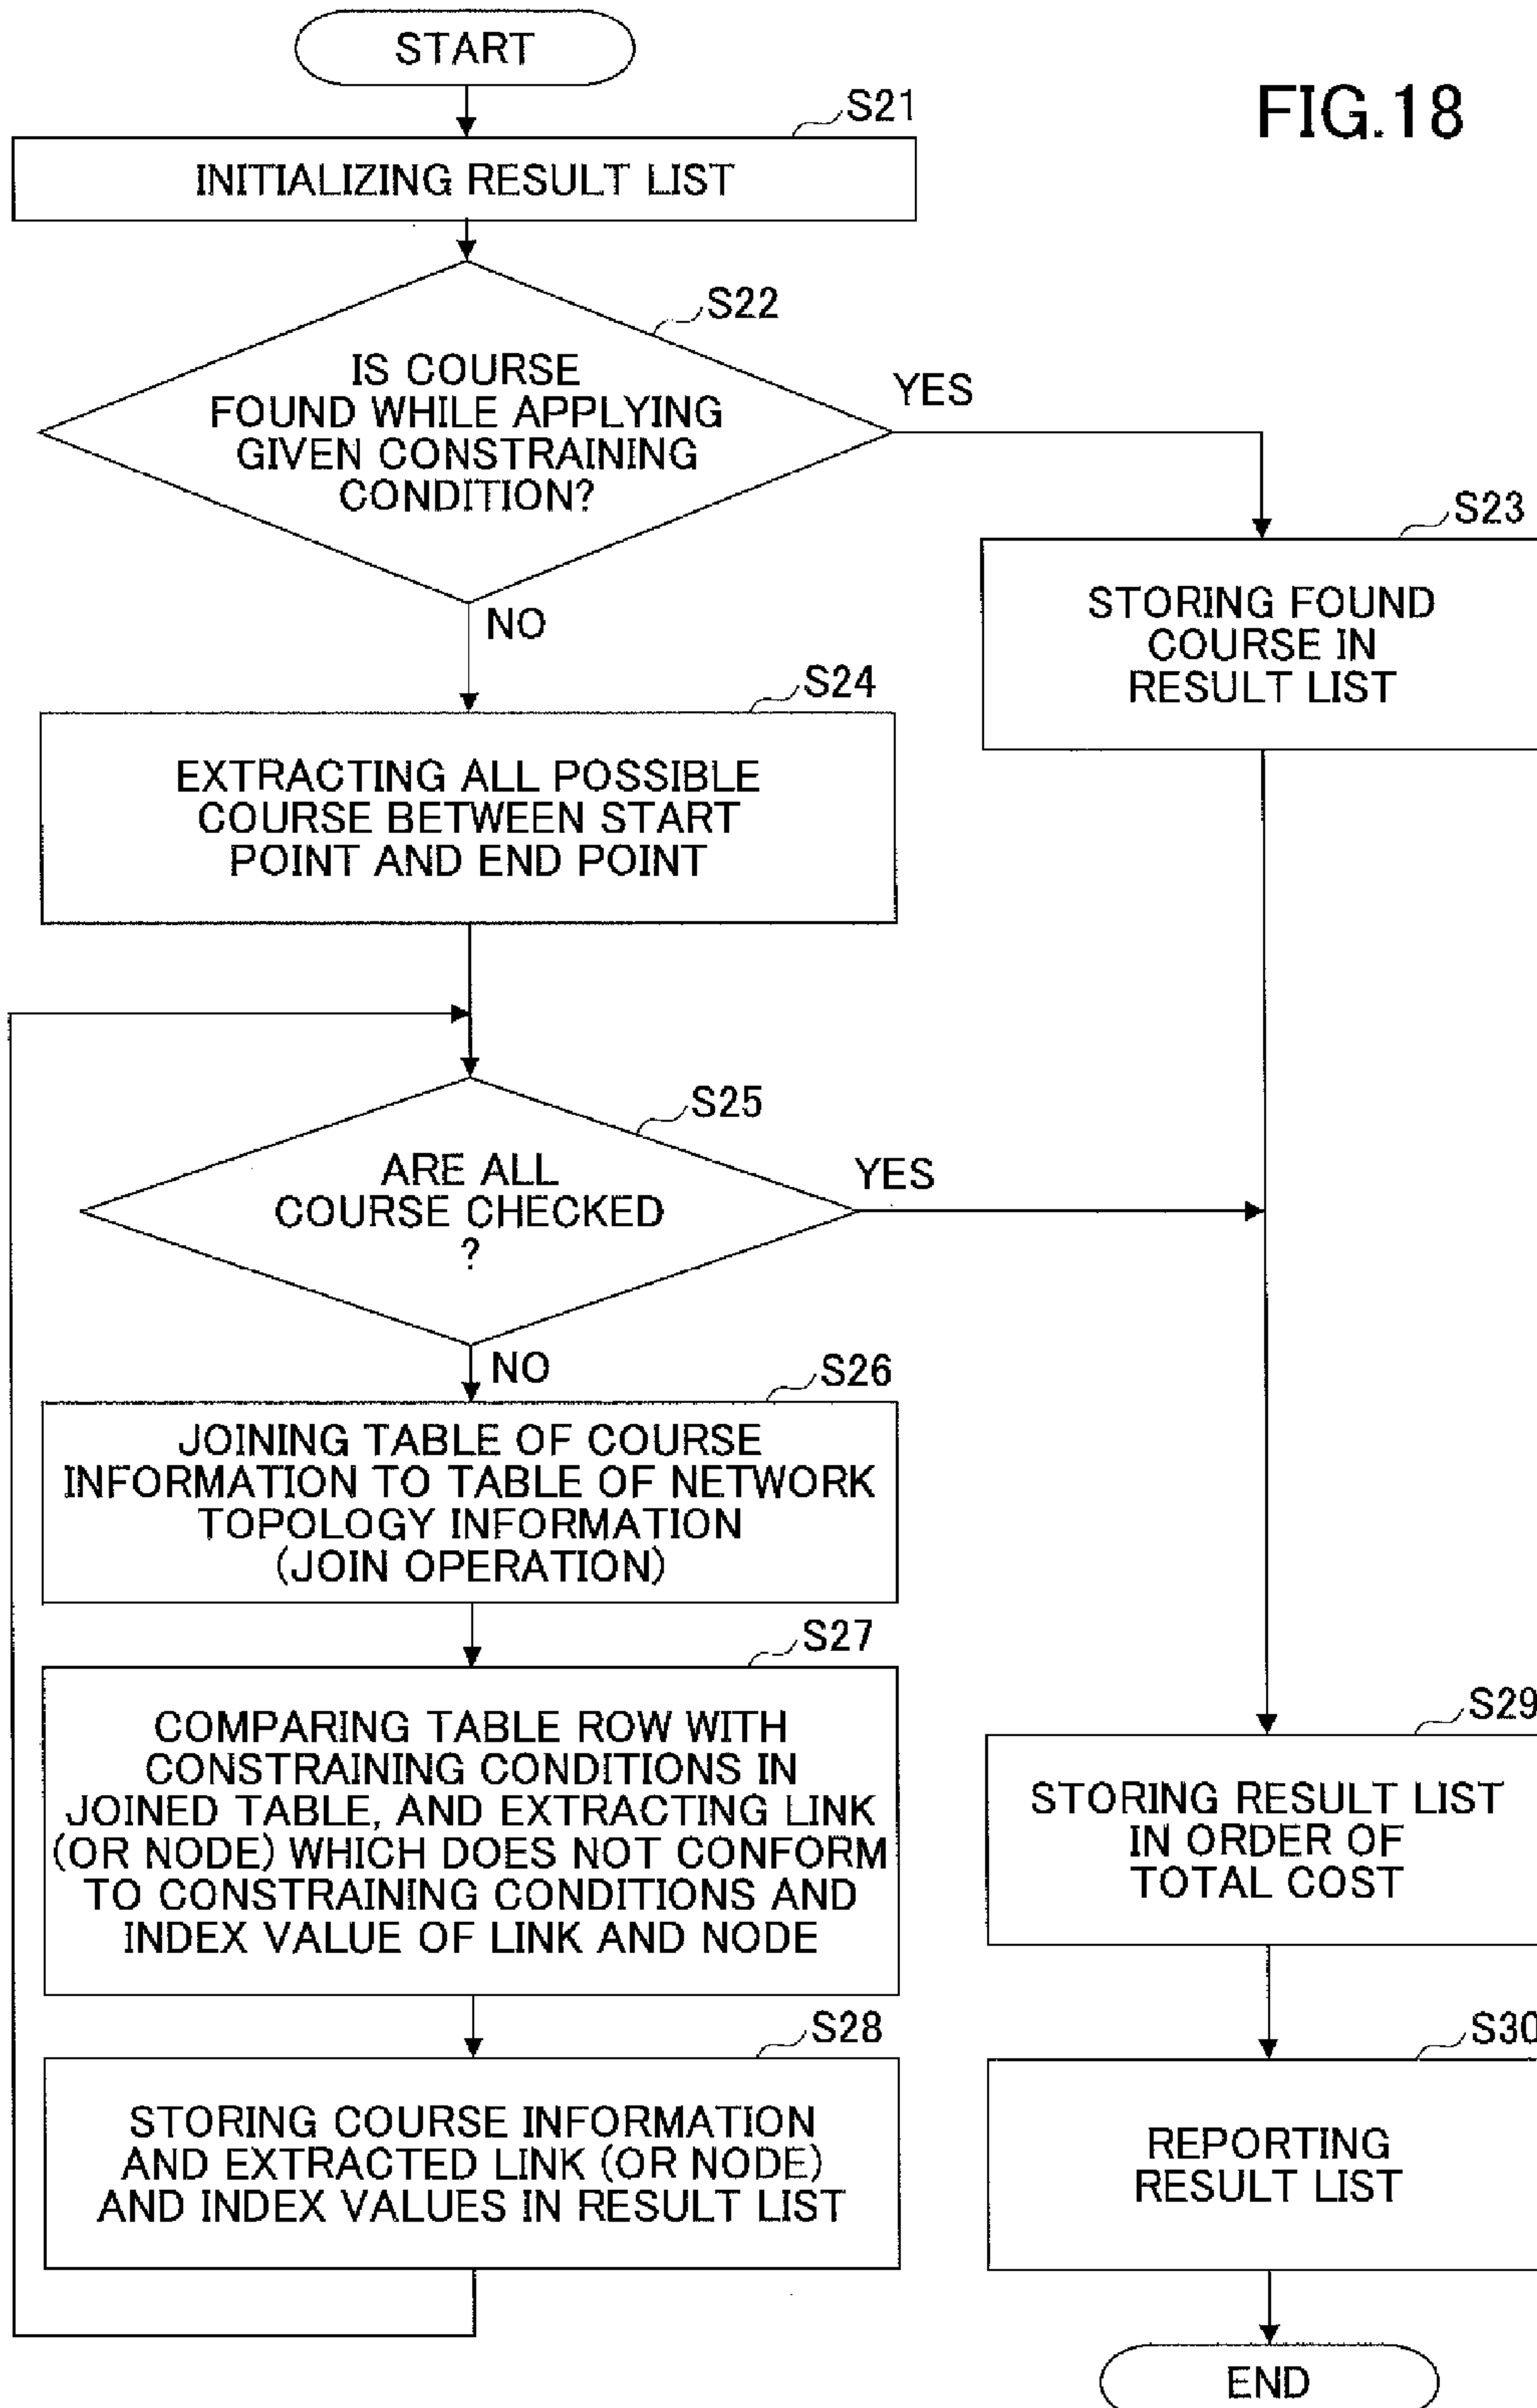 START
FIG.18
S21
INITIALIZING RESULT LIST
S22
IS COURSE
FOUND WHILE APPLYING
GIVEN CONSTRAINING
CONDITION?
YES
NO
S23
STORING FOUND
COURSE IN
RESULT LIST
S24
EXTRACTING ALL POSSIBLE
COURSE BETWEEN START
POINT AND END POINT
S25
ARE ALL
COURSE CHECKED
?
YES
NO
S26
JOINING TABLE OF COURSE
INFORMATION TO TABLE OF NETWORK
TOPOLOGY INFORMATION
(JOIN OPERATION)
S27
COMPARING TABLE ROW WITH
CONSTRAINING CONDITIONS IN
JOINED TABLE, AND EXTRACTING LINK
(OR NODE) WHICH DOES NOT CONFORM
TO CONSTRAINING CONDITIONS AND
INDEX VALUE OF LINK AND NODE
S28
STORING COURSE INFORMATION
AND EXTRACTED LINK (OR NODE)
AND INDEX VALUES IN RESULT LIST
S29
STORING RESULT LIST
IN ORDER OF
TOTAL COST
S30
REPORTING
RESULT LIST
END